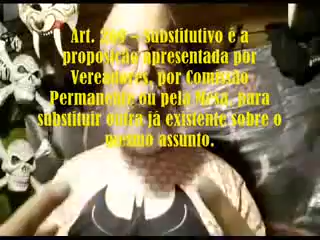 Art. – Substitutivo é a
proposição apresentada por
Vereadores, por Comissão
Permanente ou pela Mesa, para
substituir outra já existente sobre o
mesmo assunto.